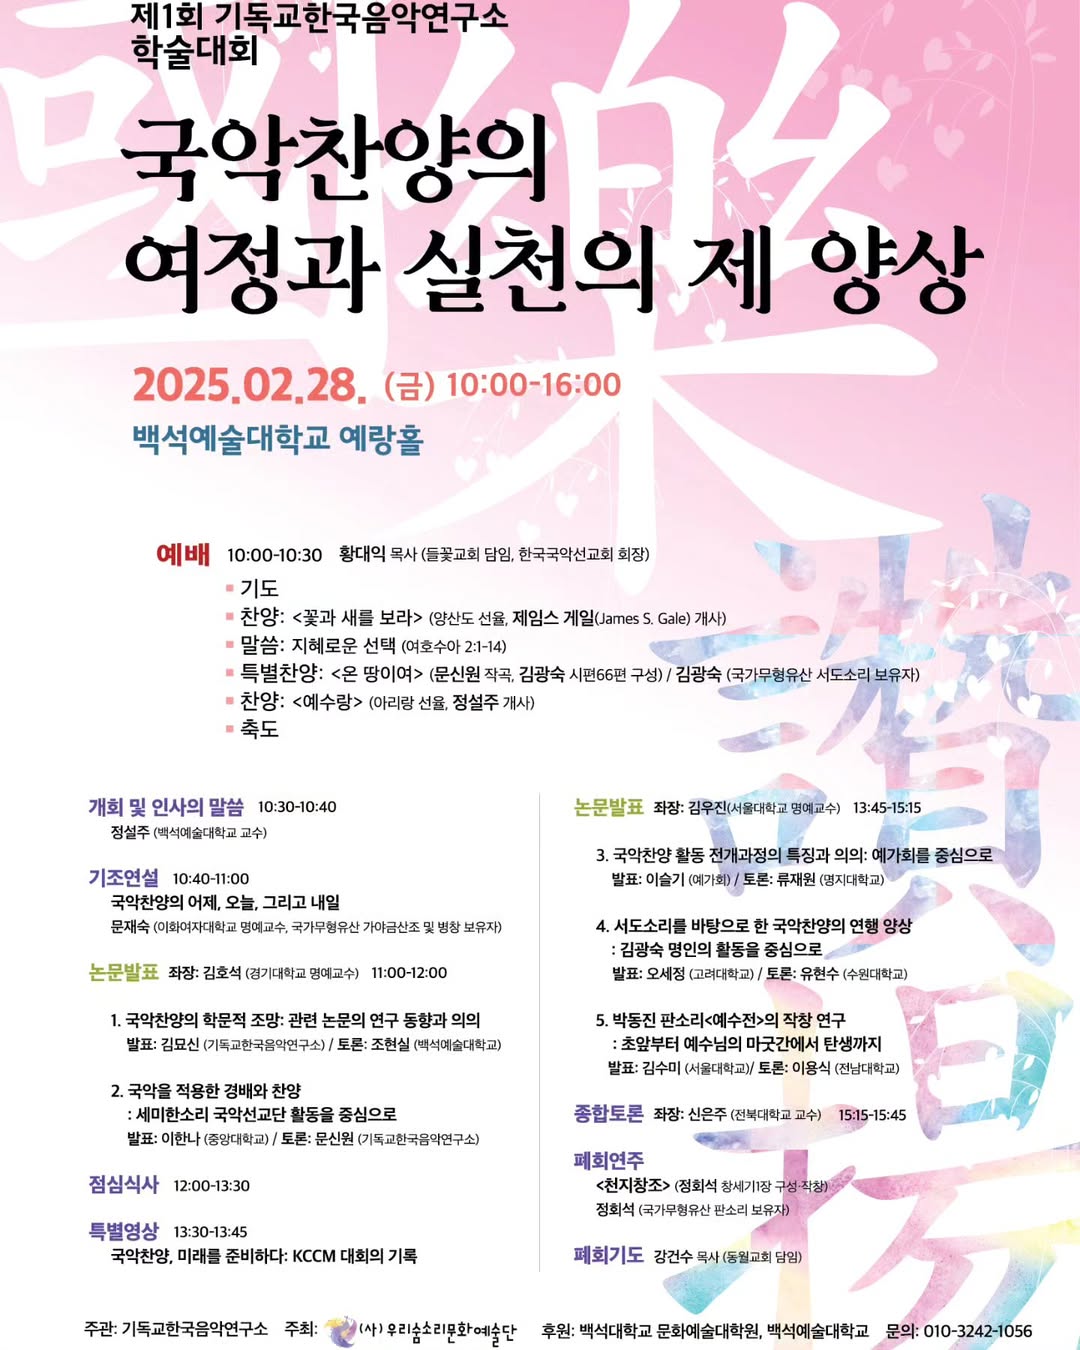 제1회 기독교한국음악연구소
학술대회
國樂
국악찬양의
여정과 실천의 제 양상
2025.02.28. (금) 10:00-16:00
백석예술대학교 예랑홀
讚揚
예배 10:00-10:30 황대익 목사 (들꽃교회 담임, 한국국악선교회 회장)
▪ 기도
▪ 찬양: <꽃과 새를 보라> (양산도 선율, 제임스 게일(James S. Gale) 개사)
▪ 말씀: 지혜로운 선택 (여호수아 2:1-14)
▪ 특별찬양: <온 땅이여> (문신원 작곡, 김광숙 시편66편 구성) / 김광숙 (국가무형유산 서도소리 보유자)
▪ 찬양: <예수랑> (아리랑 선율, 정설주 개사)
▪ 축도
개회 및 인사의 말씀 10:30-10:40
정설주 (백석예술대학교 교수)
기조연설 10:40-11:00
국악찬양의 어제, 오늘, 그리고 내일
문재숙 (이화여자대학교 명예교수, 국가무형유산 가야금산조 및 병창 보유자)
논문발표 좌장: 김호석 (경기대학교 명예교수) 11:00-12:00
1. 국악찬양의 학문적 조망: 관련 논문의 연구 동향과 의의
발표: 김묘신 (기독교한국음악연구소) / 토론: 조현실 (백석예술대학교)
2. 국악을 적용한 경배와 찬양
: 세미한소리 국악선교단 활동을 중심으로
발표: 이한나 (중앙대학교) / 토론: 문신원 (기독교한국음악연구소)
점심식사 12:00-13:30
특별영상 13:30-13:45
국악찬양, 미래를 준비하다: KCCM 대회의 기록
논문발표 좌장: 김우진(서울대학교 명예교수) 13:45-15:15
3. 국악찬양 활동 전개과정의 특징과 의의: 예가회를 중심으로
발표: 이슬기 (예가회) / 토론: 류재원 (명지대학교)
4. 서도소리를 바탕으로 한 국악찬양의 연행 양상
: 김광숙 명인의 활동을 중심으로
발표: 오세정 (고려대학교) / 토론: 유현수 (수원대학교)
5. 박동진 판소리<예수전>의 작창 연구
: 초앞부터 예수님의 마굿간에서 탄생까지
발표: 김수미 (서울대학교)/ 토론: 이용식 (전남대학교)
종합토론 좌장: 신은주 (전북대학교 교수) 15:15-15:45
폐회연주
<천지창조> (정회석 창세기1장 구성·작창)
정회석 (국가무형유산 판소리 보유자)
폐회기도 강건수 목사 (동월교회 담임)
주관: 기독교한국음악연구소 주최: (사)우리숨소리문화예술단 후원: 백석대학교 문화예술대학원, 백석예술대학교 문의: 010-3242-1056